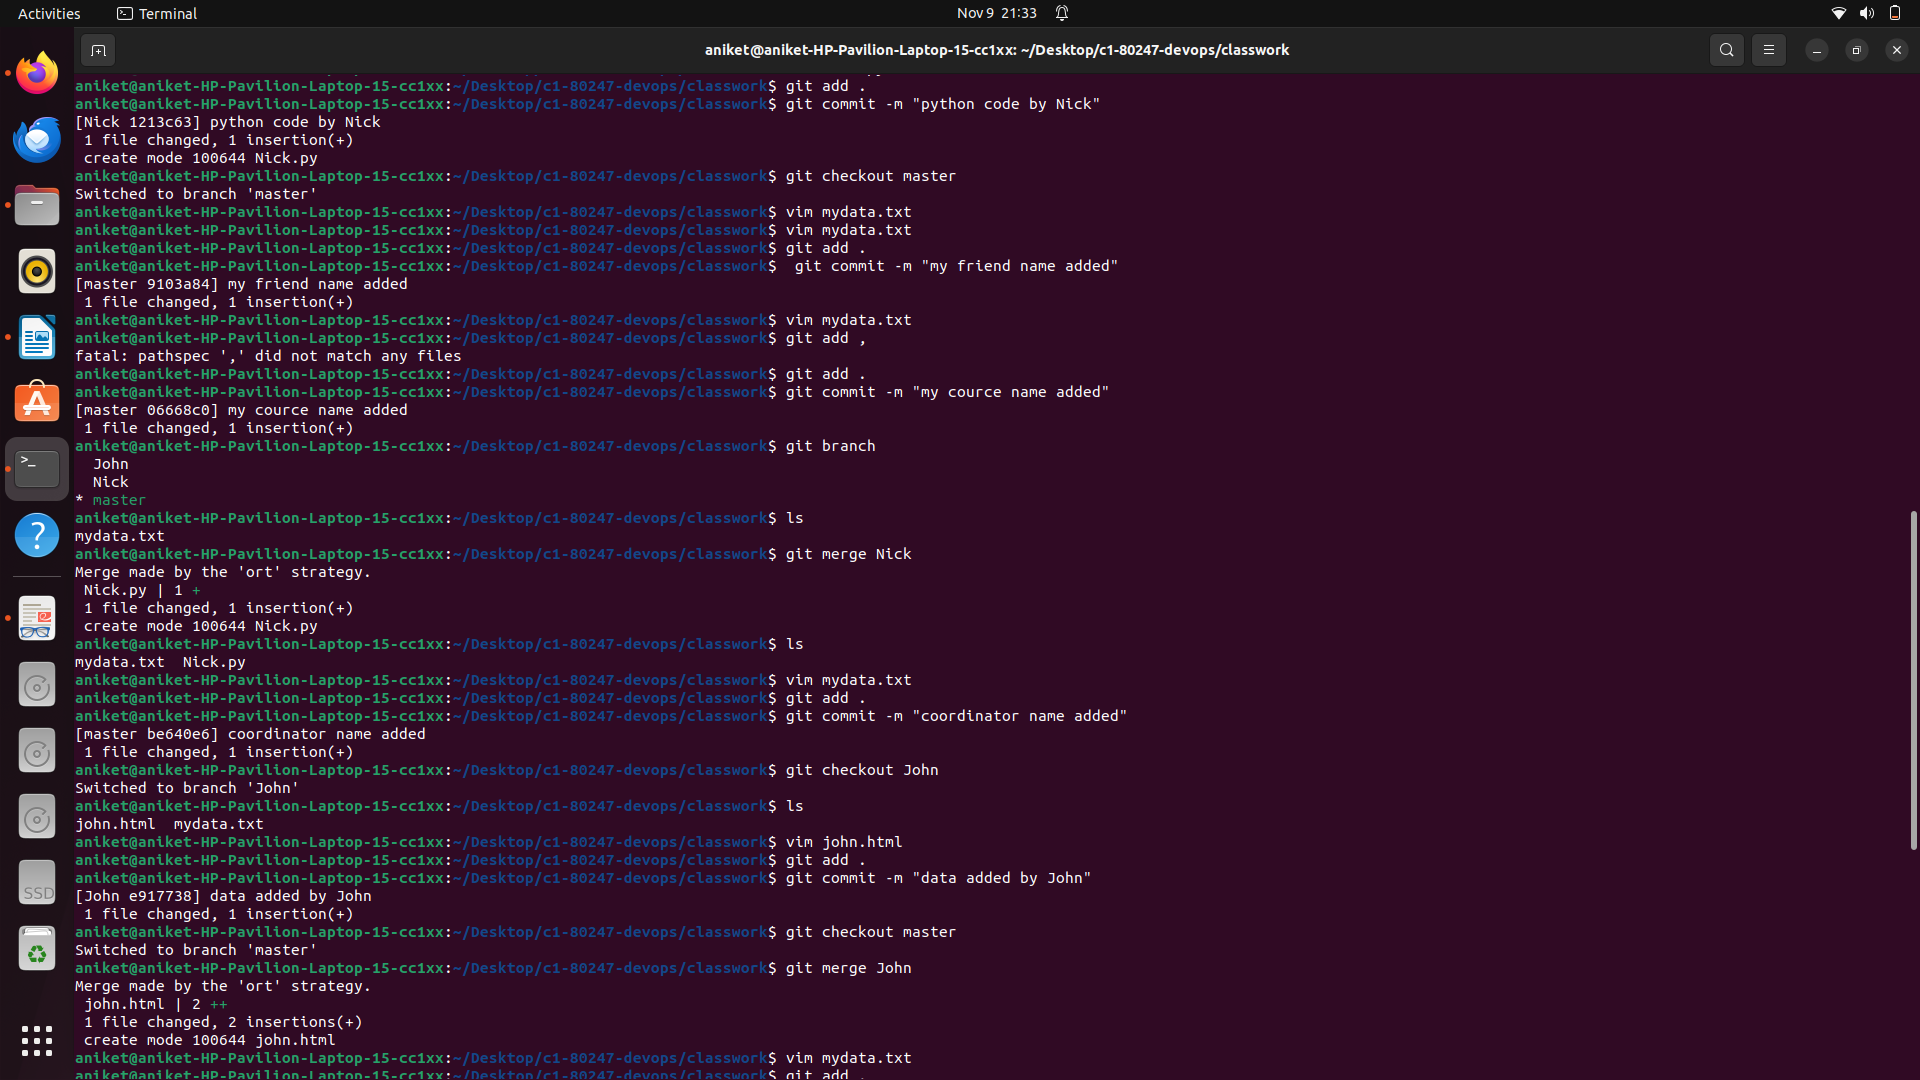 Activities
Terminal
Nov 9 21:33
aniket@aniket-HP-Pavilion-Laptop-15-cc1xx: ~/Desktop/c1-80247-devops/classwork
aniket@aniket-HP-Pavilion-Laptop-15-cc1xx:~/Desktop/c1-80247-devops/classwork$ git add .
aniket@aniket-HP-Pavilion-Laptop-15-cc1xx:~/Desktop/c1-80247-devops/classwork$ git commit -m "python code by Nick"
[Nick 1213c63] python code by Nick
 1 file changed, 1 insertion(+)
 create mode 100644 Nick.py
aniket@aniket-HP-Pavilion-Laptop-15-cc1xx:~/Desktop/c1-80247-devops/classwork$ git checkout master
Switched to branch 'master'
aniket@aniket-HP-Pavilion-Laptop-15-cc1xx:~/Desktop/c1-80247-devops/classwork$ vim mydata.txt
aniket@aniket-HP-Pavilion-Laptop-15-cc1xx:~/Desktop/c1-80247-devops/classwork$ vim mydata.txt
aniket@aniket-HP-Pavilion-Laptop-15-cc1xx:~/Desktop/c1-80247-devops/classwork$ git add .
aniket@aniket-HP-Pavilion-Laptop-15-cc1xx:~/Desktop/c1-80247-devops/classwork$  git commit -m "my friend name added"
[master 9103a84] my friend name added
 1 file changed, 1 insertion(+)
aniket@aniket-HP-Pavilion-Laptop-15-cc1xx:~/Desktop/c1-80247-devops/classwork$ vim mydata.txt
aniket@aniket-HP-Pavilion-Laptop-15-cc1xx:~/Desktop/c1-80247-devops/classwork$ git add ,
fatal: pathspec ',' did not match any files
aniket@aniket-HP-Pavilion-Laptop-15-cc1xx:~/Desktop/c1-80247-devops/classwork$ git add .
aniket@aniket-HP-Pavilion-Laptop-15-cc1xx:~/Desktop/c1-80247-devops/classwork$ git commit -m "my cource name added"
[master 06668c0] my cource name added
 1 file changed, 1 insertion(+)
aniket@aniket-HP-Pavilion-Laptop-15-cc1xx:~/Desktop/c1-80247-devops/classwork$ git branch
  John
  Nick
* master
aniket@aniket-HP-Pavilion-Laptop-15-cc1xx:~/Desktop/c1-80247-devops/classwork$ ls
mydata.txt
aniket@aniket-HP-Pavilion-Laptop-15-cc1xx:~/Desktop/c1-80247-devops/classwork$ git merge Nick
Merge made by the 'ort' strategy.
 Nick.py | 1 +
 1 file changed, 1 insertion(+)
 create mode 100644 Nick.py
aniket@aniket-HP-Pavilion-Laptop-15-cc1xx:~/Desktop/c1-80247-devops/classwork$ ls
mydata.txt  Nick.py
aniket@aniket-HP-Pavilion-Laptop-15-cc1xx:~/Desktop/c1-80247-devops/classwork$ vim mydata.txt
aniket@aniket-HP-Pavilion-Laptop-15-cc1xx:~/Desktop/c1-80247-devops/classwork$ git add .
aniket@aniket-HP-Pavilion-Laptop-15-cc1xx:~/Desktop/c1-80247-devops/classwork$ git commit -m "coordinator name added"
[master be640e6] coordinator name added
 1 file changed, 1 insertion(+)
aniket@aniket-HP-Pavilion-Laptop-15-cc1xx:~/Desktop/c1-80247-devops/classwork$ git checkout John
Switched to branch 'John'
aniket@aniket-HP-Pavilion-Laptop-15-cc1xx:~/Desktop/c1-80247-devops/classwork$ ls
john.html  mydata.txt
aniket@aniket-HP-Pavilion-Laptop-15-cc1xx:~/Desktop/c1-80247-devops/classwork$ vim john.html
aniket@aniket-HP-Pavilion-Laptop-15-cc1xx:~/Desktop/c1-80247-devops/classwork$ git add .
aniket@aniket-HP-Pavilion-Laptop-15-cc1xx:~/Desktop/c1-80247-devops/classwork$ git commit -m "data added by John"
[John e917738] data added by John
 1 file changed, 1 insertion(+)
aniket@aniket-HP-Pavilion-Laptop-15-cc1xx:~/Desktop/c1-80247-devops/classwork$ git checkout master
Switched to branch 'master'
aniket@aniket-HP-Pavilion-Laptop-15-cc1xx:~/Desktop/c1-80247-devops/classwork$ git merge John
Merge made by the 'ort' strategy.
 john.html | 2 ++
 1 file changed, 2 insertions(+)
 create mode 100644 john.html
aniket@aniket-HP-Pavilion-Laptop-15-cc1xx:~/Desktop/c1-80247-devops/classwork$ vim mydata.txt
aniket@aniket-HP-Pavilion-Laptop-15-cc1xx:~/Desktop/c1-80247-devops/classwork$ git add .
SSD